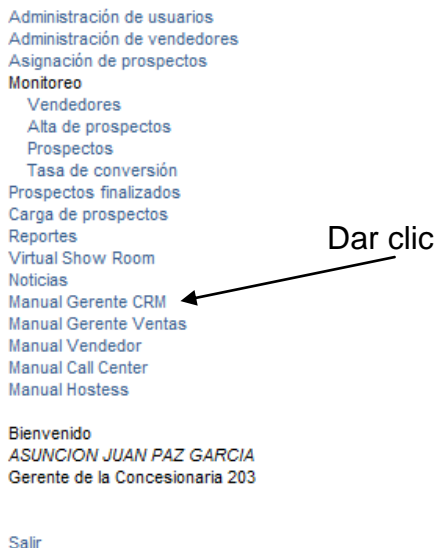 Administración de usuarios
Administración de vendedores
Asignación de prospectos
Monitoreo
Vendedores
Alta de prospectos
Prospectos
Tasa de conversión
Prospectos finalizados
Carga de prospectos
Reportes
Dar clic
Virtual Show Room
Noticias
Manual Gerente CRM
Manual Gerente Ventas
Manual Vendedor
Manual Call Center
Manual Hostess
Bienvenido
ASUNCION JUAN PAZ GARCIA
Gerente de la Concesionaria 203
Salir